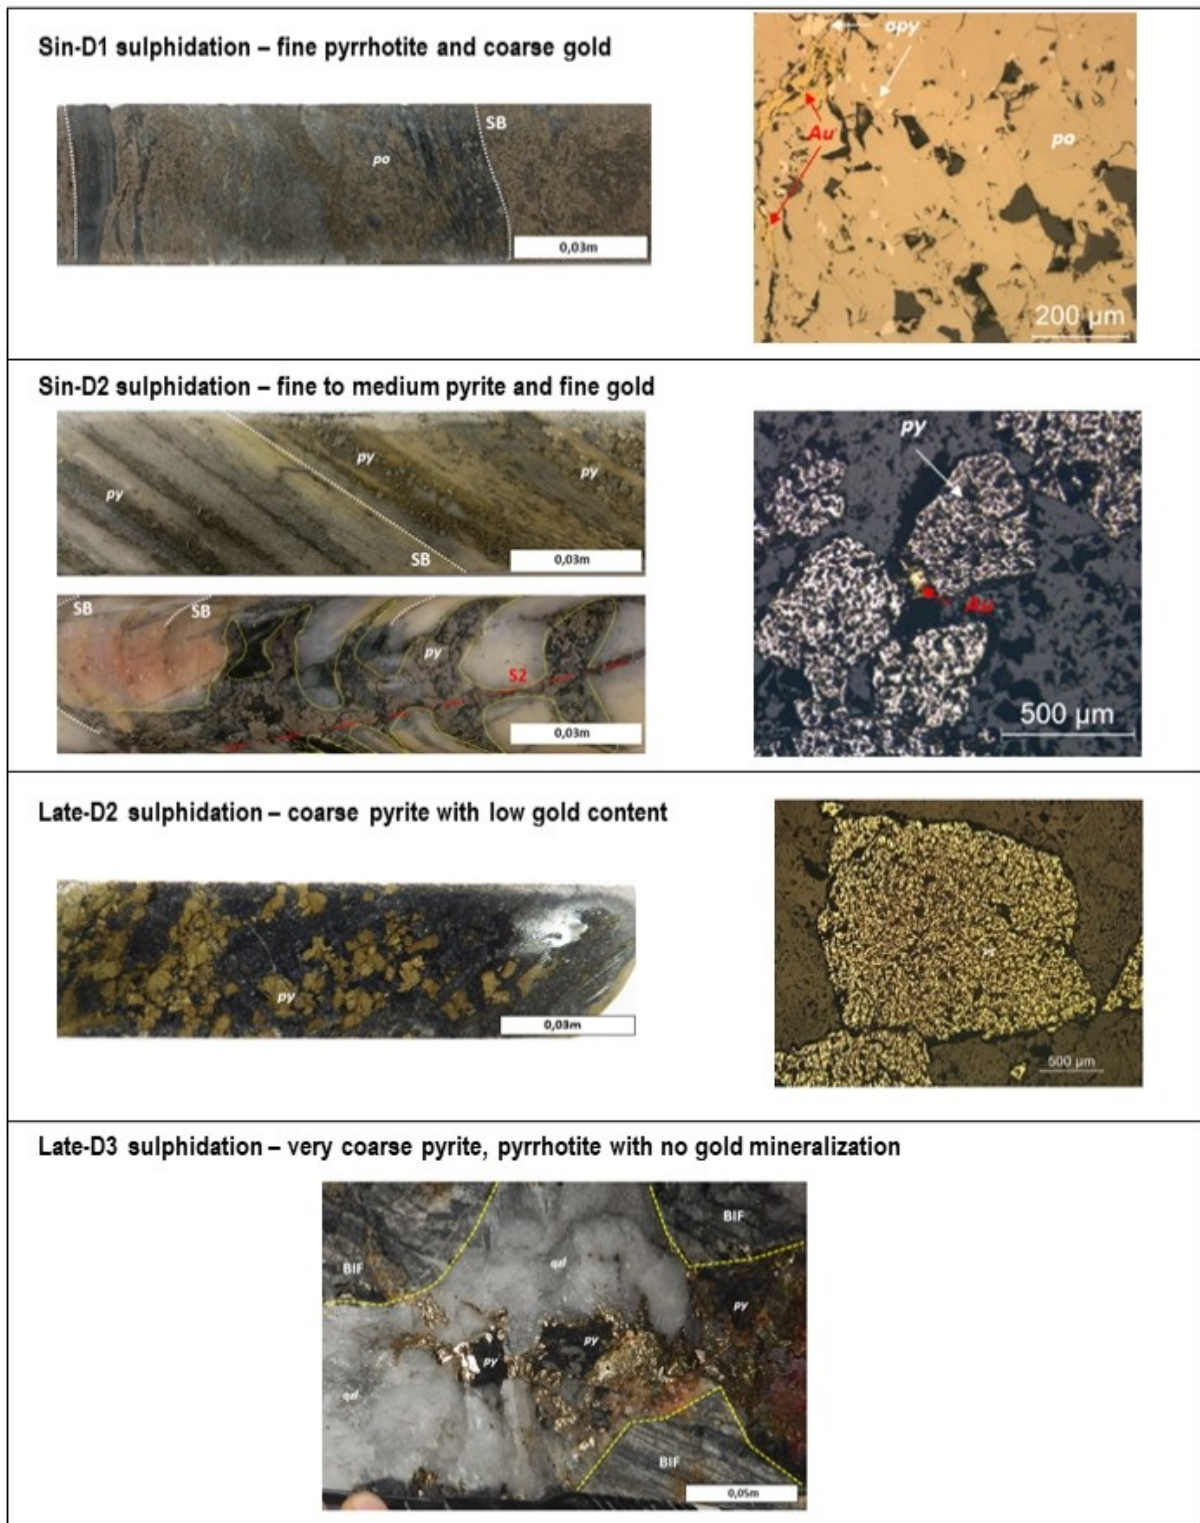 Sin-D1 sulphidation – fine pyrrhotite and coarse gold
SB
po
0,03m
apy
Au
po
200 µm
Sin-D2 sulphidation – fine to medium pyrite and fine gold
py
py
py
SB
0,03m
SB
SB
py
S2
0,03m
py
Au
500 µm
Late-D2 sulphidation – coarse pyrite with low gold content
py
0,03m
500 µm
Late-D3 sulphidation – very coarse pyrite, pyrrhotite with no gold mineralization
BIF
BIF
qzf
py
py
py
qzf
BIF
0,05m